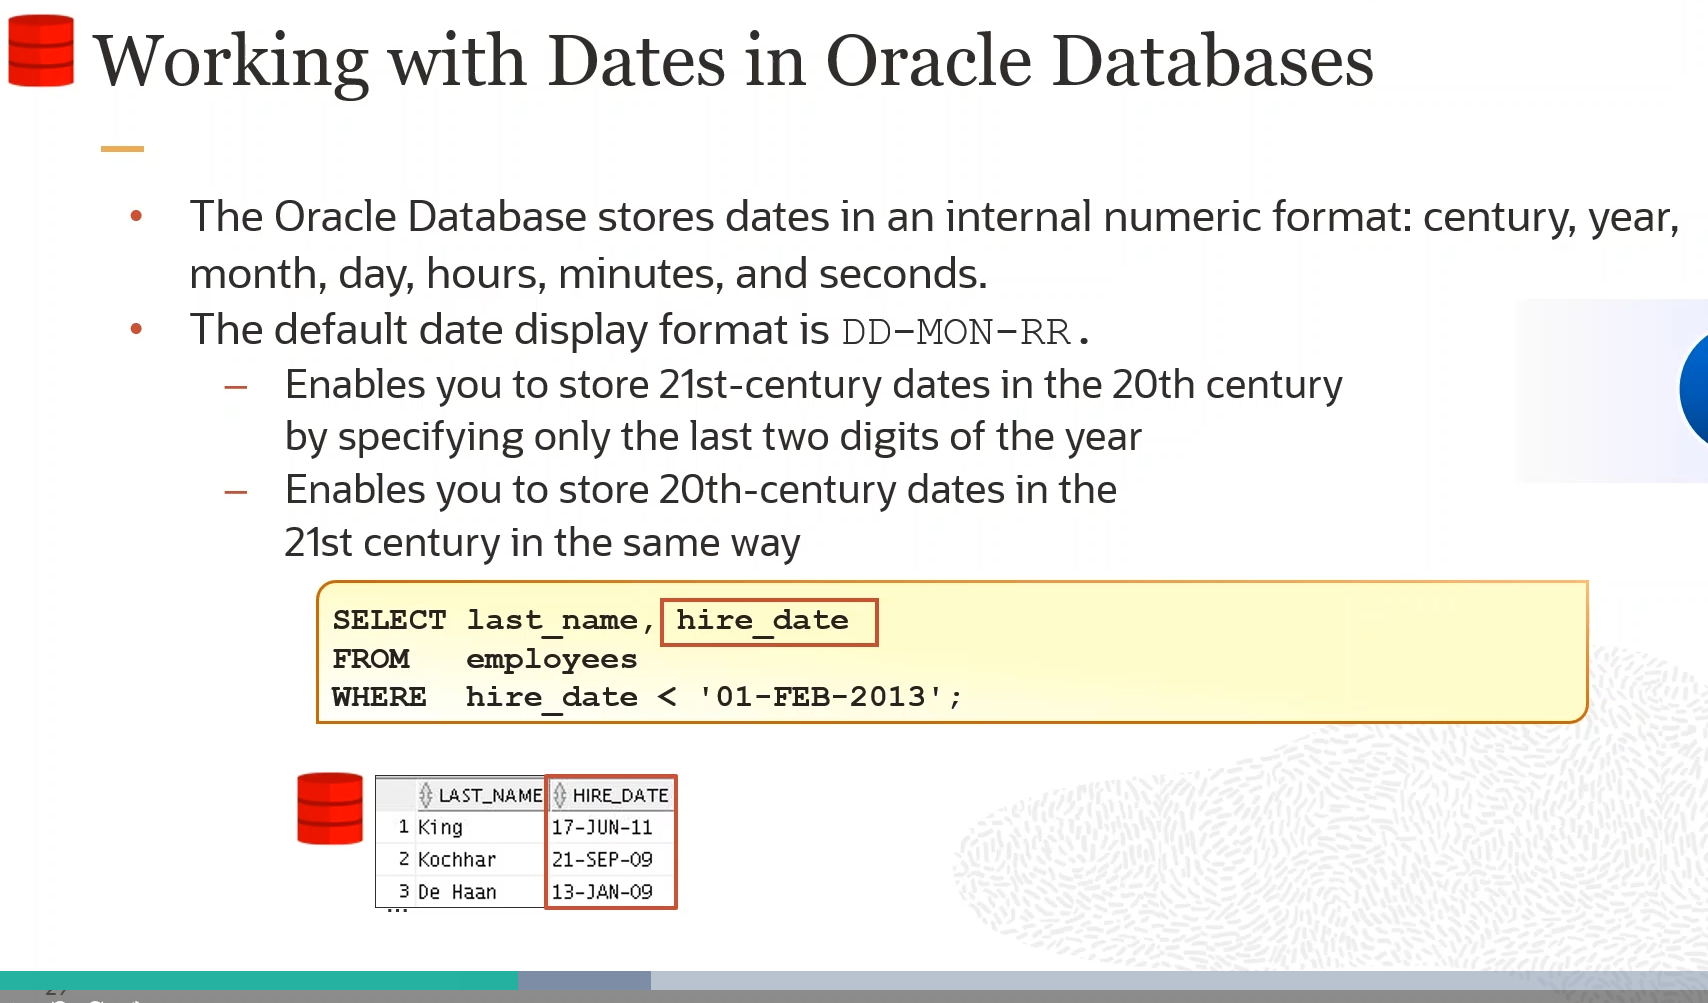 Working with Dates in Oracle Databases
• The Oracle Database stores dates in an internal numeric format: century, year,
month, day, hours, minutes, and seconds.
• The default date display format is DD-MON-RR.
– Enables you to store 21st-century dates in the 20th century
by specifying only the last two digits of the year
– Enables you to store 20th-century dates in the
21st century in the same way
SELECT last_name, hire_date
FROM employees
WHERE hire_date < '01-FEB-2013';
LAST_NAME HIRE_DATE
1 King 17-JUN-11
2 Kochhar 21-SEP-09
3 De Haan 13-JAN-09
...